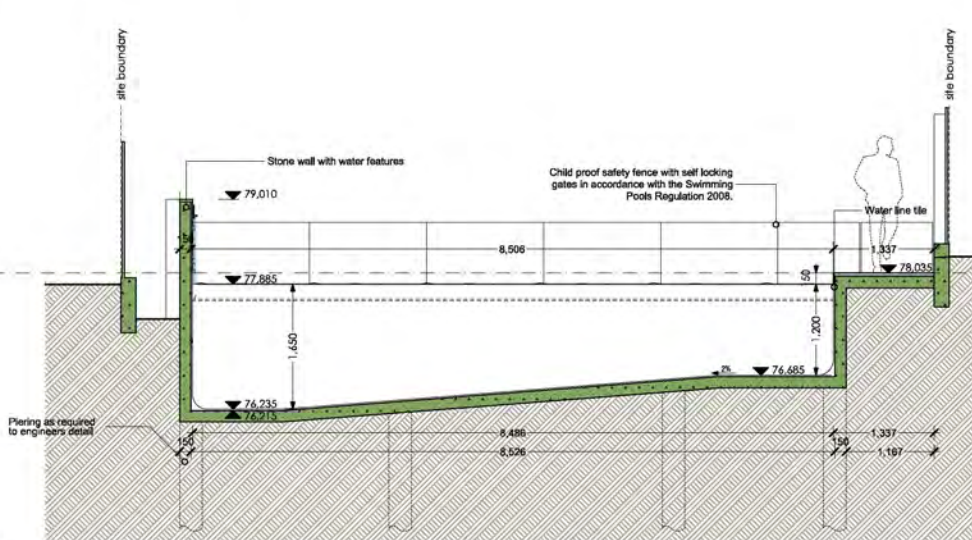 site boundary
site boundary
Stone wall with water features
79,010
Child proof safety fence with self locking
gates in accordance with the Swimming
Pools Regulation 2008.
Water line tile
150
8,506
1,337
77,885
50
78,035
1,650
1,200
2%
76,685
76,235
76,215
Piering as required
to engineers detail
8,486
1,337
150
8,526
150
1,187